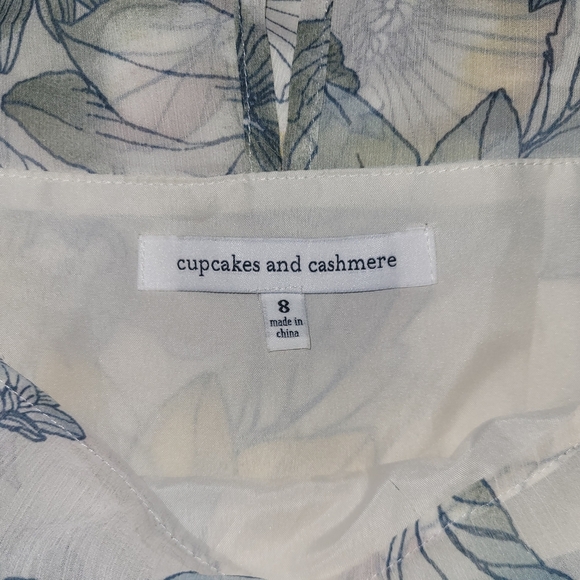 cupcakes and cashmere
8
made in
china